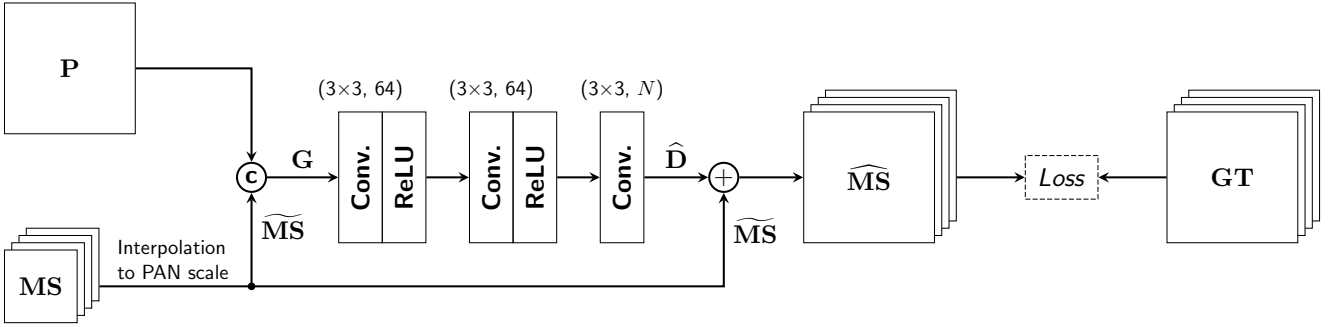 P
(3×3, 64)
(3×3, 64)
(3×3, N)
C
G
Conv.
ReLU
Conv.
ReLU
Conv.
D̂
+
M̂S
Loss
GT
M̃S
M̃S
MS
Interpolation
to PAN scale